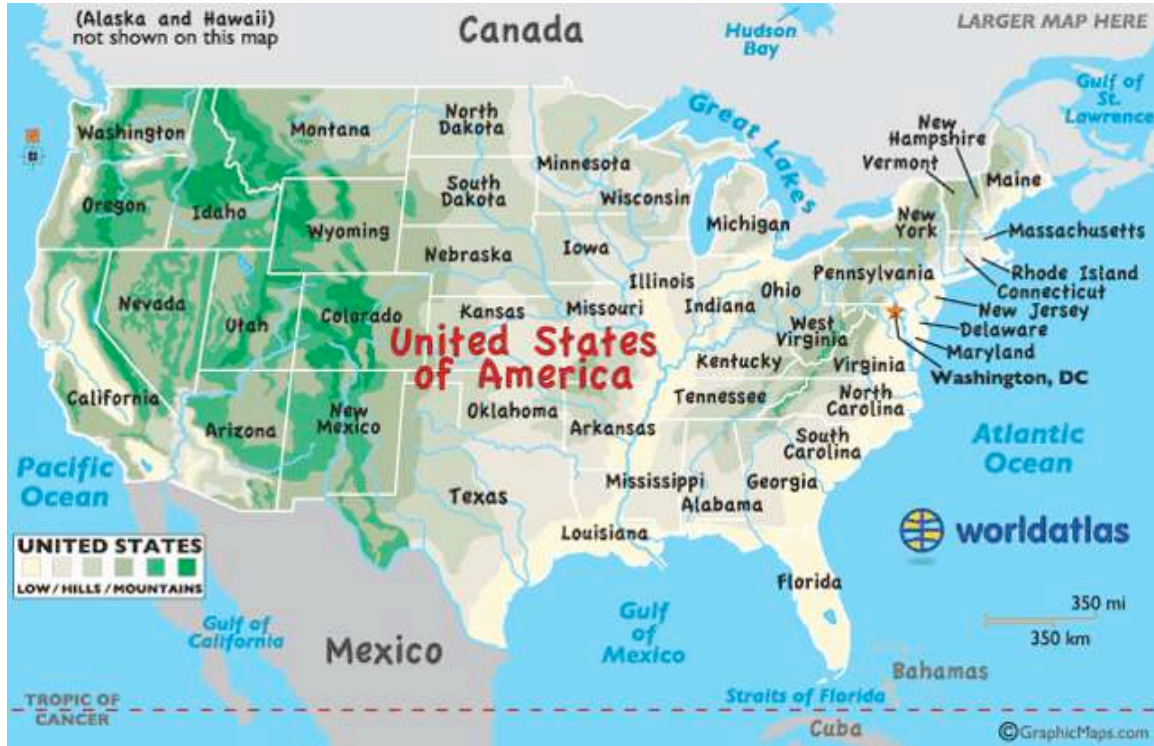 (Alaska and Hawaii)
not shown on this map
Canada
Hudson
Bay
LARGER MAP HERE
Gulf of
St.
Lawrence
Great Lakes
Washington
Montana
North
Dakota
Minnesota
New
Hampshire
Vermont
Maine
Oregon
Idaho
Wyoming
South
Dakota
Wisconsin
Michigan
New
York
Massachusetts
Nebraska
Iowa
Illinois
Indiana
Ohio
Pennsylvania
Rhode Island
Connecticut
New Jersey
Delaware
Maryland
Washington, DC
Nevada
Utah
Colorado
Kansas
Missouri
West
Virginia
Virginia
Kentucky
United States
of America
California
Arizona
New
Mexico
Oklahoma
Arkansas
Tennessee
North
Carolina
South
Carolina
Pacific
Ocean
Atlantic
Ocean
Texas
Louisiana
Mississippi
Alabama
Georgia
Florida
worldatlas
UNITED STATES
LOW / HILLS / MOUNTAINS
350 mi
350 km
Gulf of
California
Mexico
Gulf
of
Mexico
Bahamas
Straits of Florida
TROPIC OF
CANCER
Cuba
©GraphicMaps.com